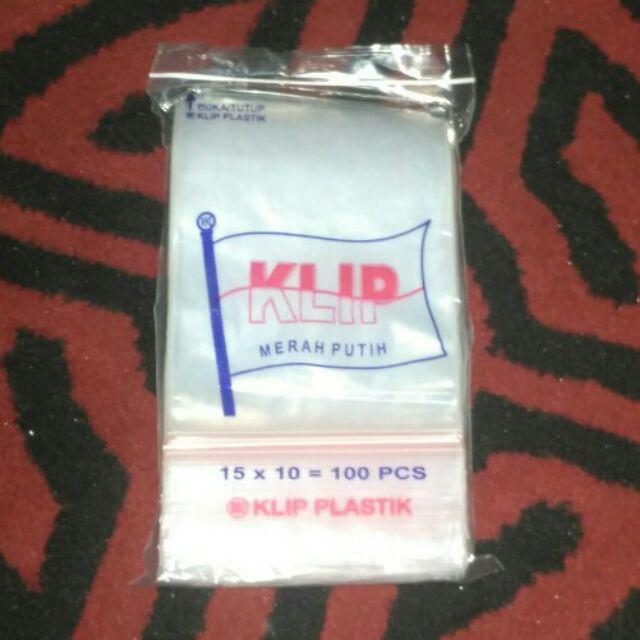 BUKA/TUTUP
KLIP PLASTIK
K
KLIP
MERAH PUTIH
15 x 10 = 100 PCS
K KLIP PLASTIK